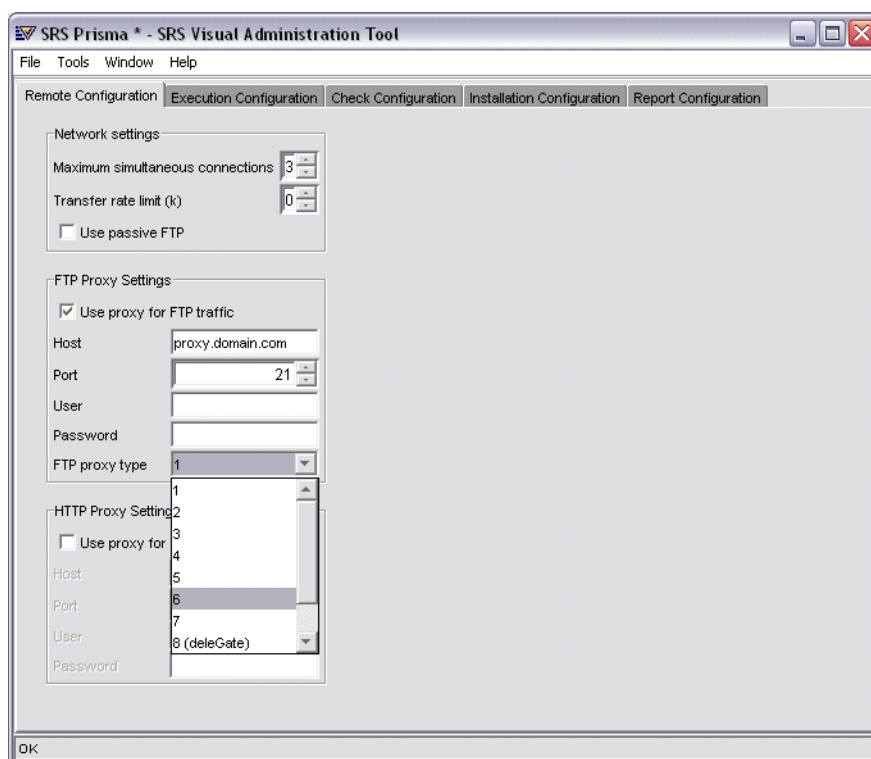 SRS Prisma * - SRS Visual Administration Tool
File Tools Window Help
Remote Configuration Execution Configuration Check Configuration Installation Configuration Report Configuration
Network settings
Maximum simultaneous connections 3
Transfer rate limit (k) 0
Use passive FTP
FTP Proxy Settings
Use proxy for FTP traffic
Host proxy.domain.com
Port 21
User
Password
FTP proxy type 1
1
HTTP Proxy Setting 2
3
Use proxy for
4
Host 5
6
Port
7
User 8 (deleGate)
Password
OK